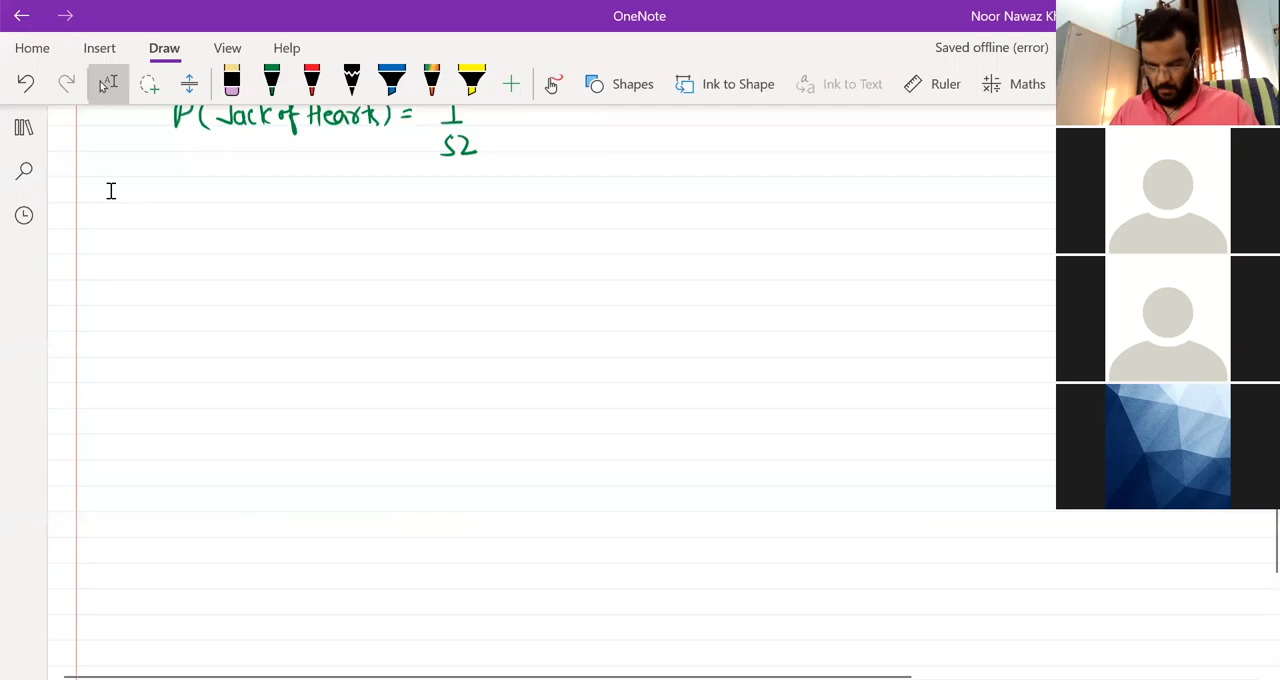 OneNote
Noor Nawaz
Home Insert Draw View Help
Saved offline (error)
Shapes Ink to Shape Ink to Text Ruler Maths
P(Jack of Heart) = 1
52